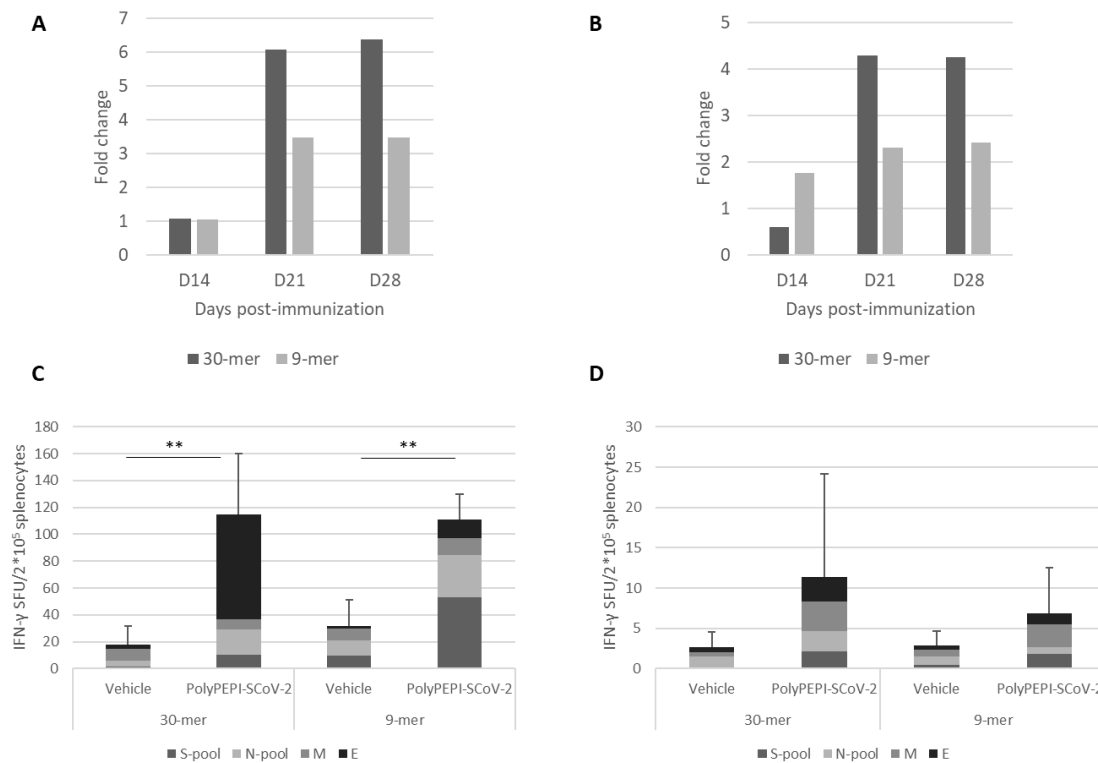 A
7
6
5
4
3
2
1
0
Fold change
D14 D21 D28
Days post-immunization
30-mer 9-mer
B
5
4
3
2
1
0
Fold change
D14 D21 D28
Days post-immunization
30-mer 9-mer
C
180
160
140
120
100
80
60
40
20
0
IFN-γ SFU/2*10⁵ splenocytes
** **
Vehicle PolyPEPI-SCoV-2 Vehicle PolyPEPI-SCoV-2
30-mer 9-mer
S-pool N-pool M E
D
30
25
20
15
10
5
0
IFN-γ SFU/2*10⁵ splenocytes
Vehicle PolyPEPI-SCoV-2 Vehicle PolyPEPI-SCoV-2
30-mer 9-mer
S-pool N-pool M E